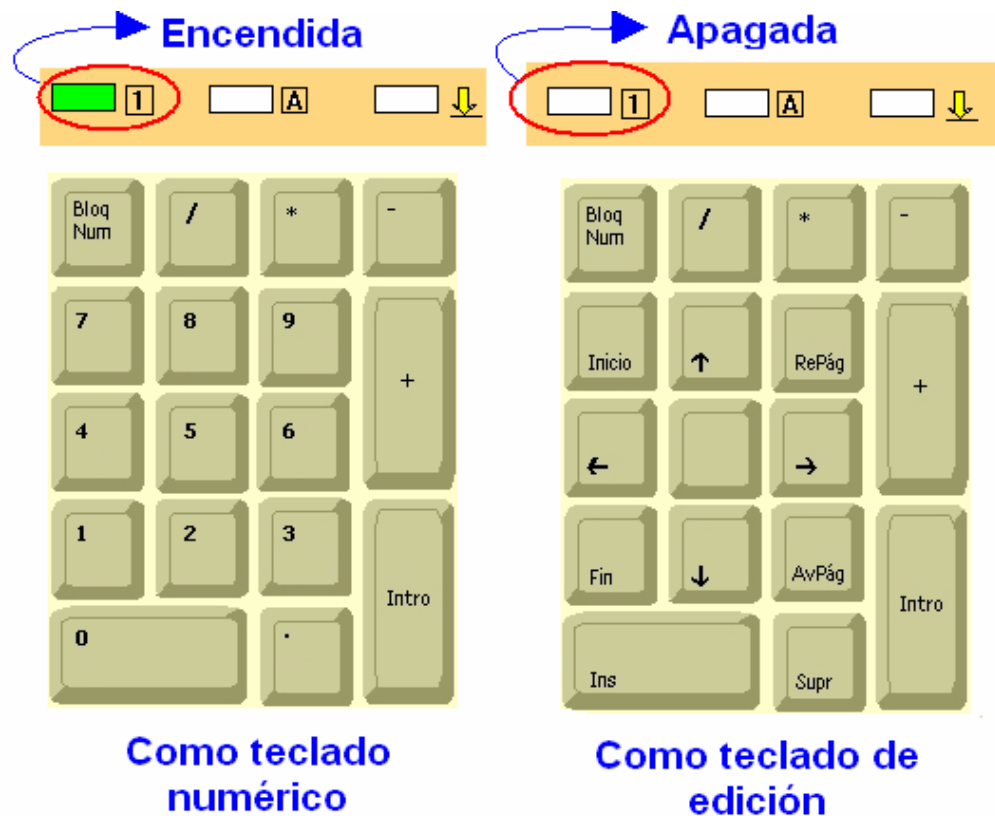 Encendida
1 A
Bloq
Num
/ * -
7 8 9
+
4 5 6
1 2 3
Intro
0 .
Como teclado
numérico
Apagada
1 A
Bloq
Num
/ * -
Inicio ↑ RePág
+
← →
Fin ↓ AvPág
Intro
Ins Supr
Como teclado de
edición